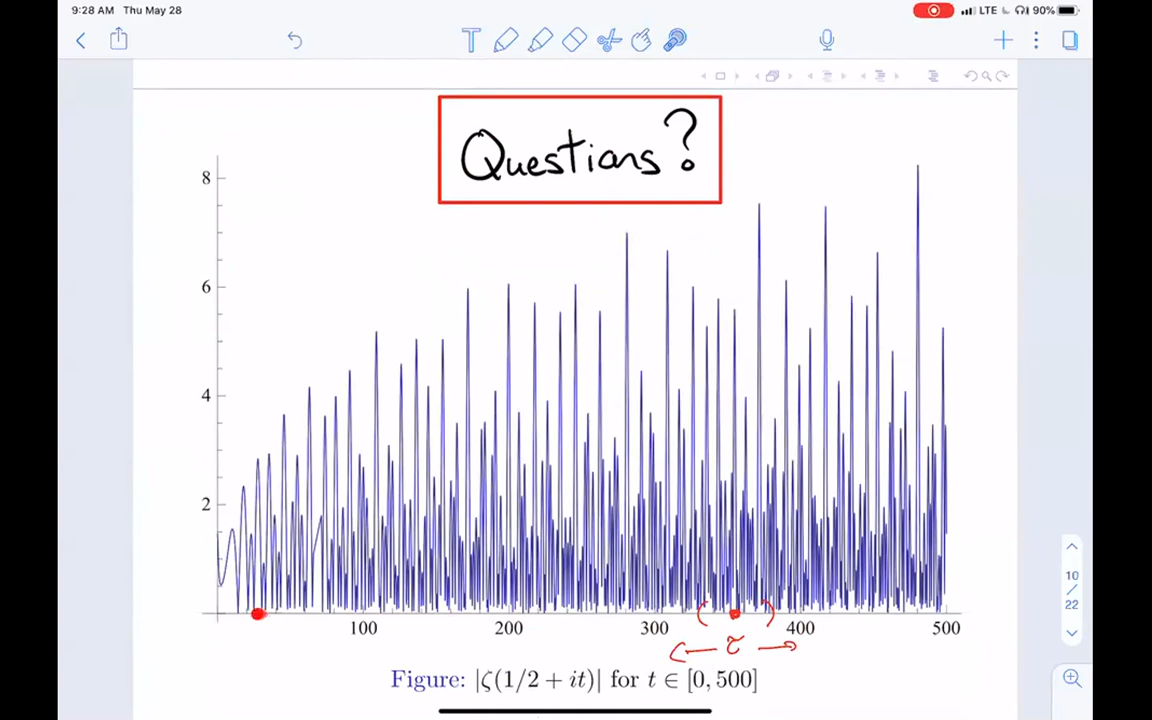 9:28 AM Thu May 28
LTE 90%
Questions?
8
6
4
2
100 200 300 400 500
( )
← τ →
Figure: |ζ(1/2 + it)| for t ∈ [0, 500]
10
/
22